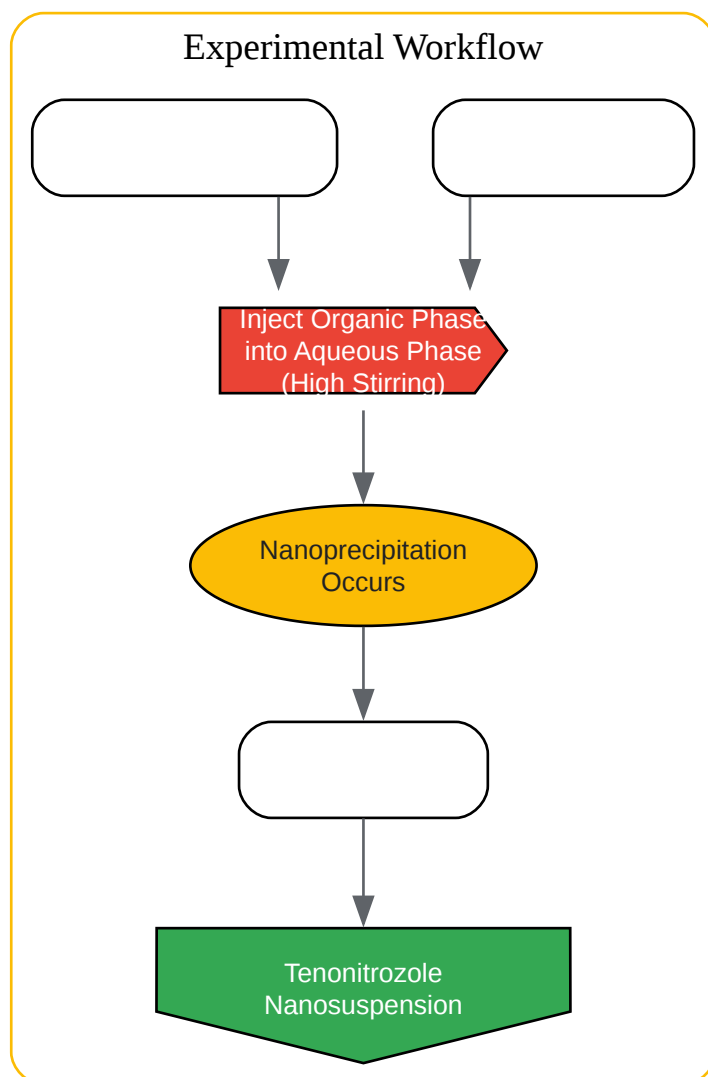 Experimental Workflow
Inject Organic Phase
into Aqueous Phase
(High Stirring)
Nanoprecipitation
Occurs
Tenonitrozole
Nanosuspension